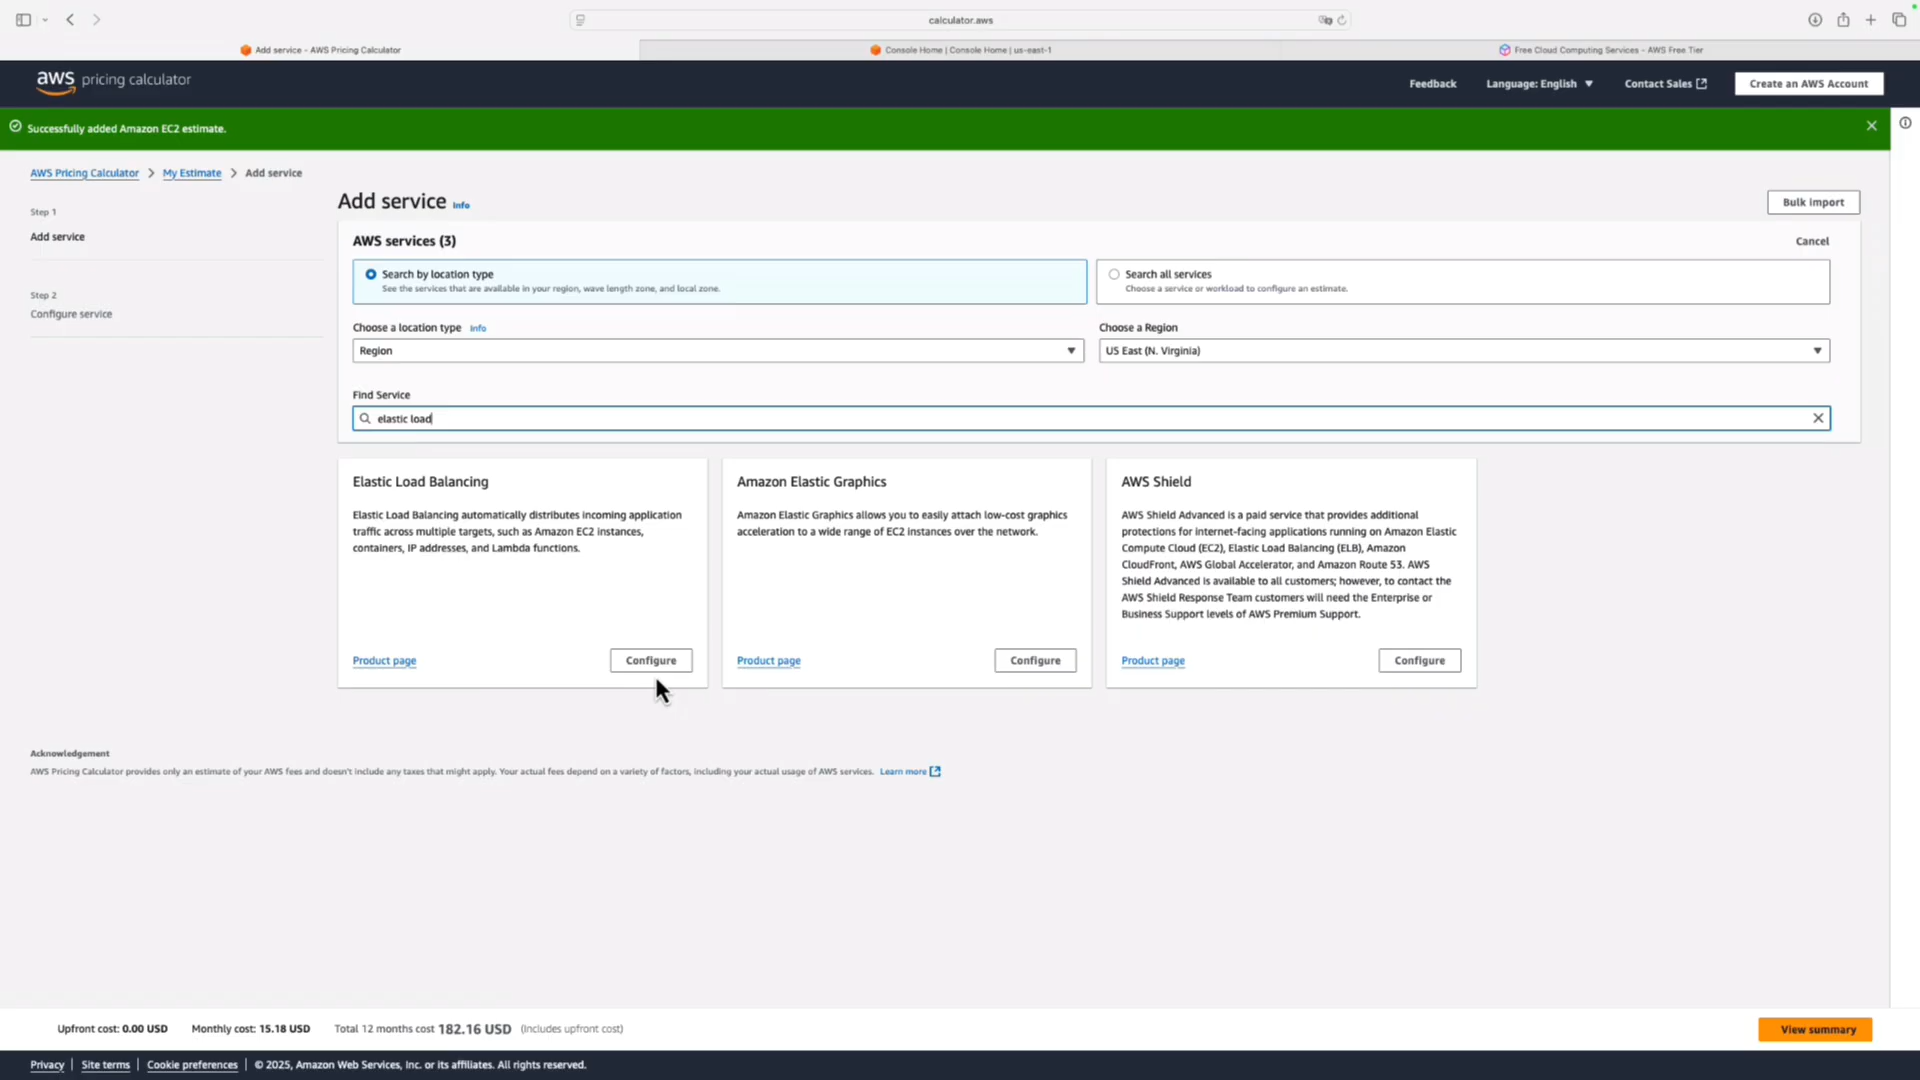 calculator.aws
Add service - AWS Pricing Calculator
Console Home | Console Home | us-east-1
Free Cloud Computing Services - AWS Free Tier
aws pricing calculator
Feedback
Language: English
Contact Sales
Create an AWS Account
Successfully added Amazon EC2 estimate.
AWS Pricing Calculator > My Estimate > Add service
Step 1
Add service
Step 2
Configure service
Add service Info
Bulk import
AWS services (3)
Cancel
Search by location type
See the services that are available in your region, wave length zone, and local zone.
Search all services
Choose a service or workload to configure an estimate.
Choose a location type Info
Region
Choose a Region
US East (N. Virginia)
Find Service
elastic load
Elastic Load Balancing
Elastic Load Balancing automatically distributes incoming application
traffic across multiple targets, such as Amazon EC2 instances,
containers, IP addresses, and Lambda functions.
Product page
Configure
Amazon Elastic Graphics
Amazon Elastic Graphics allows you to easily attach low-cost graphics
acceleration to a wide range of EC2 instances over the network.
Product page
Configure
AWS Shield
AWS Shield Advanced is a paid service that provides additional
protections for internet-facing applications running on Amazon Elastic
Compute Cloud (EC2), Elastic Load Balancing (ELB), Amazon
CloudFront, AWS Global Accelerator, and Amazon Route 53. AWS
Shield Advanced is available to all customers; however, to contact the
AWS Shield Response Team customers will need the Enterprise or
Business Support levels of AWS Premium Support.
Product page
Configure
Acknowledgement
AWS Pricing Calculator provides only an estimate of your AWS fees and doesn't include any taxes that might apply. Your actual fees depend on a variety of factors, including your actual usage of AWS services. Learn more
Upfront cost: 0.00 USD
Monthly cost: 15.18 USD
Total 12 months cost 182.16 USD (Includes upfront cost)
View summary
Privacy | Site terms | Cookie preferences | © 2025, Amazon Web Services, Inc. or its affiliates. All rights reserved.